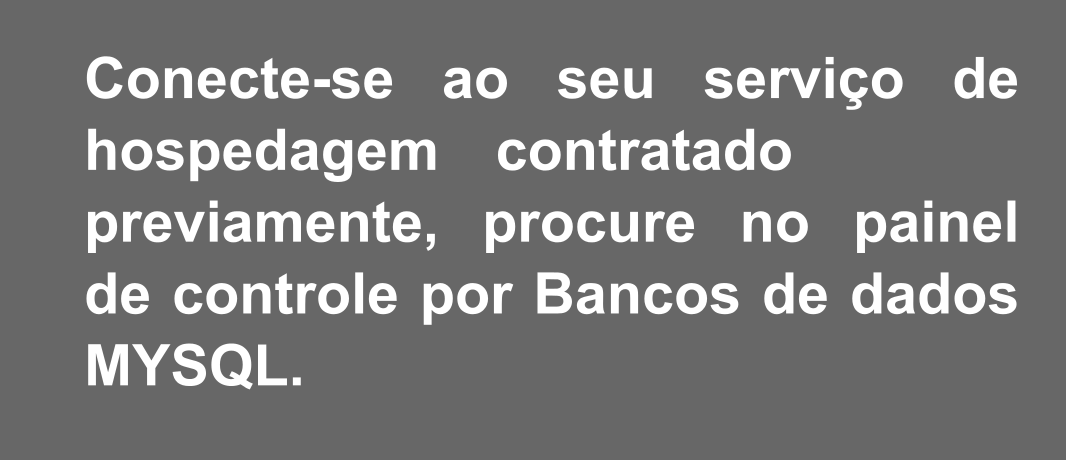 Conecte-se ao seu serviço de
hospedagem contratado
previamente, procure no painel
de controle por Bancos de dados
MYSQL.